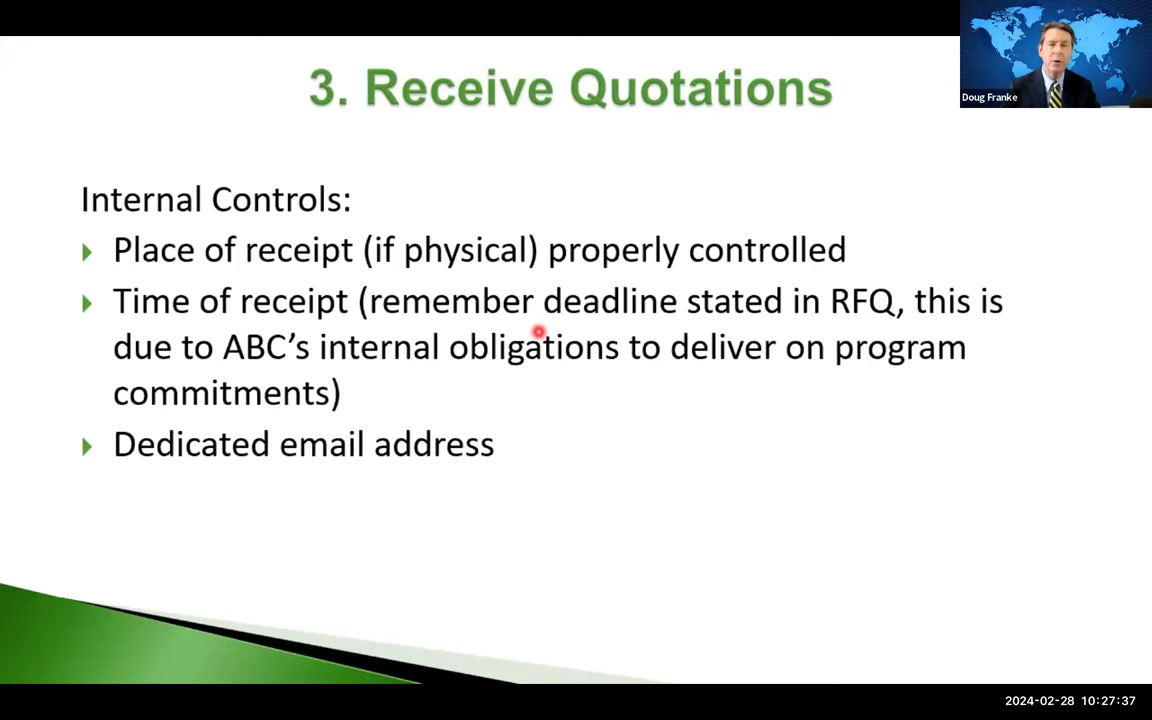 3. Receive Quotations
Doug Franke
Internal Controls:
Place of receipt (if physical) properly controlled
Time of receipt (remember deadline stated in RFQ, this is
due to ABC’s internal obligations to deliver on program
commitments)
Dedicated email address
2024-02-28 10:27:37